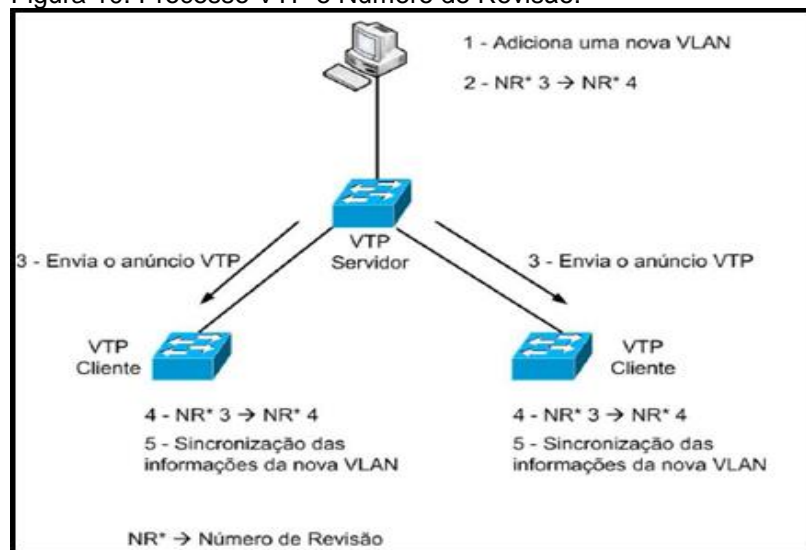 Figura 10: Processo VTP e Número de Revisão.
1 - Adiciona uma nova VLAN
2 - NR* 3 → NR* 4
VTP
Servidor
3 - Envia o anúncio VTP
3 - Envia o anúncio VTP
VTP
Cliente
VTP
Cliente
4 - NR* 3 → NR* 4
5 - Sincronização das
informações da nova VLAN
4 - NR* 3 → NR* 4
5 - Sincronização das
informações da nova VLAN
NR* → Número de Revisão